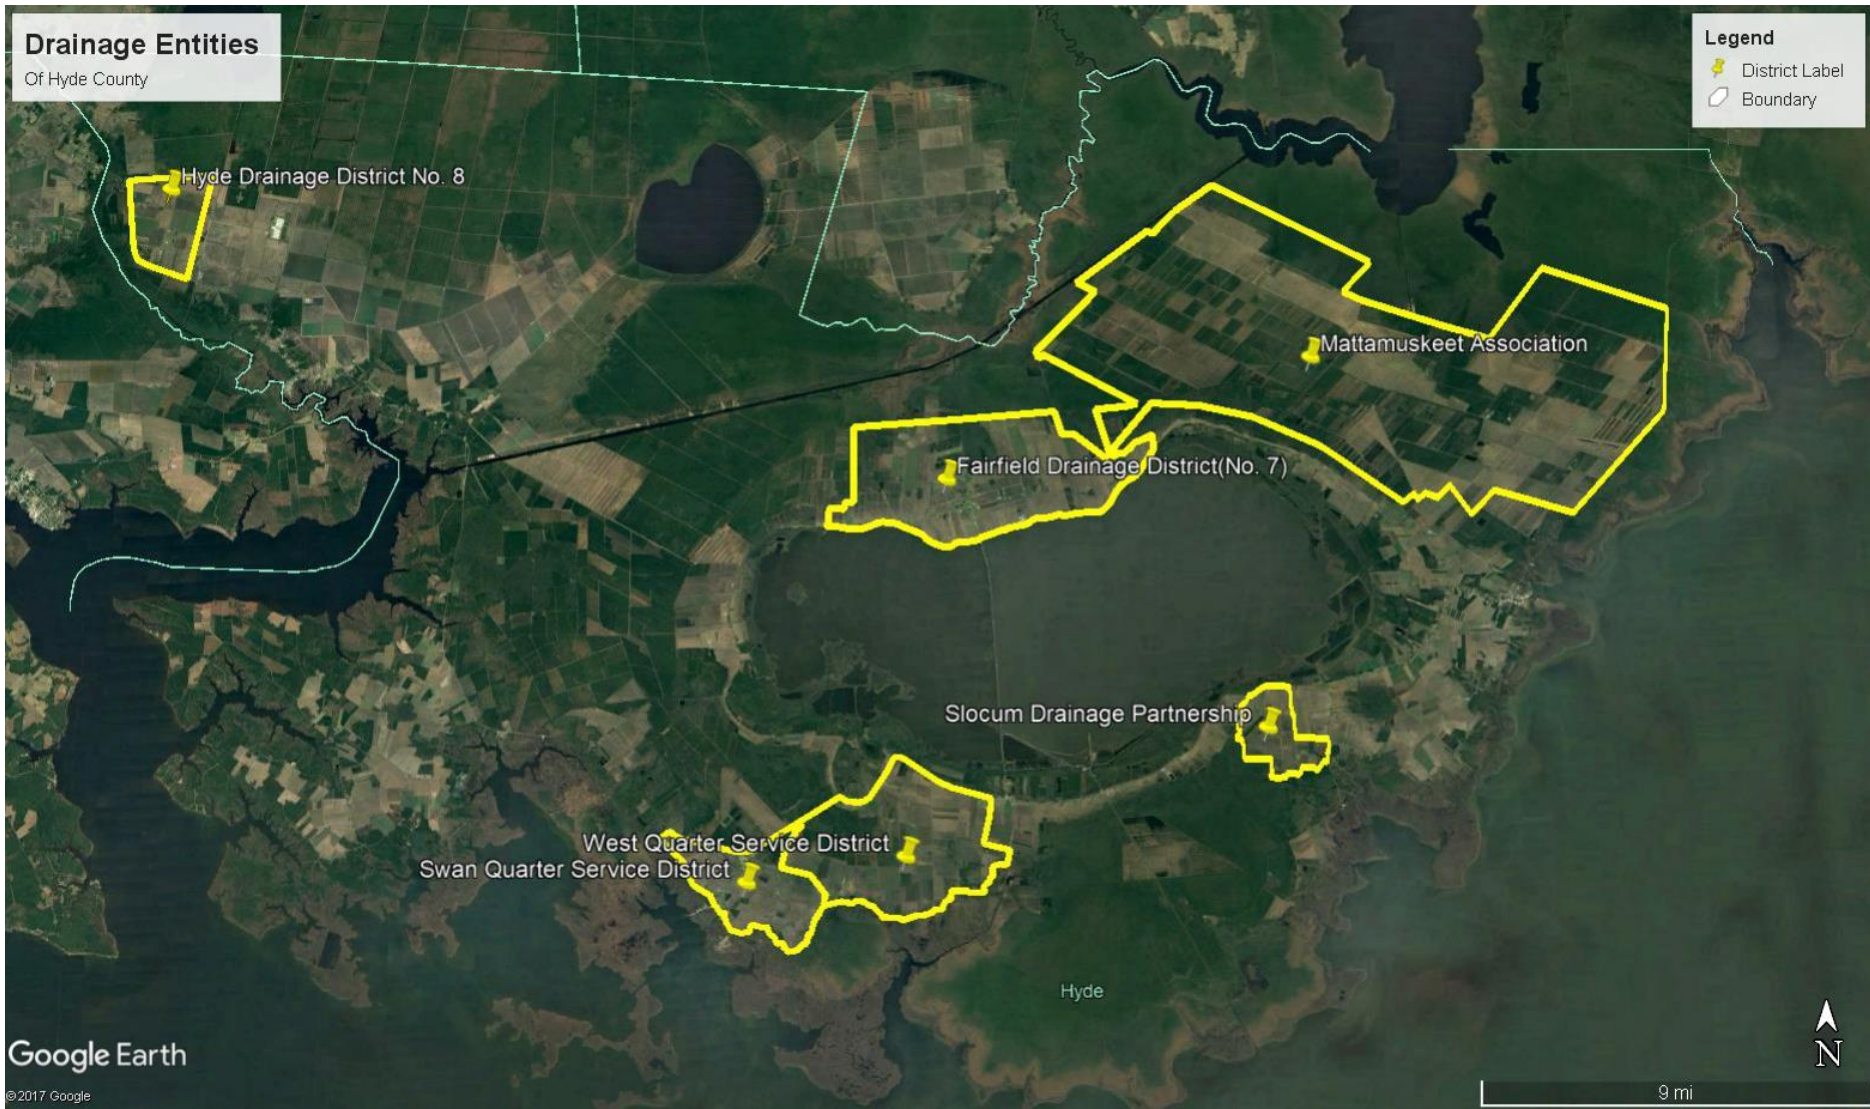 Drainage Entities
Of Hyde County
Legend
District Label
Boundary
Hyde Drainage District No. 8
Mattamuskeet Association
Fairfield Drainage District(No. 7)
Slocum Drainage Partnership
West Quarter Service District
Swan Quarter Service District
Hyde
Google Earth
©2017 Google
N
9 mi